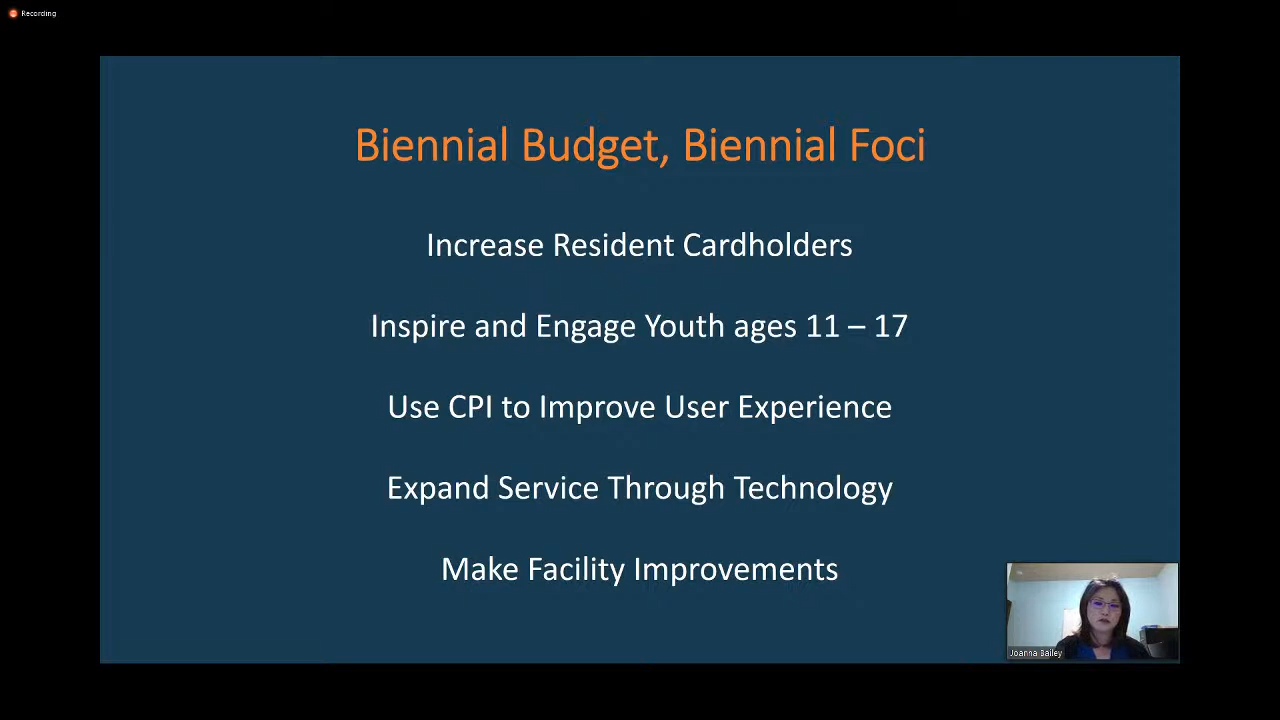 Recording
Biennial Budget, Biennial Foci
Increase Resident Cardholders
Inspire and Engage Youth ages 11 – 17
Use CPI to Improve User Experience
Expand Service Through Technology
Make Facility Improvements
Joanna Bailey